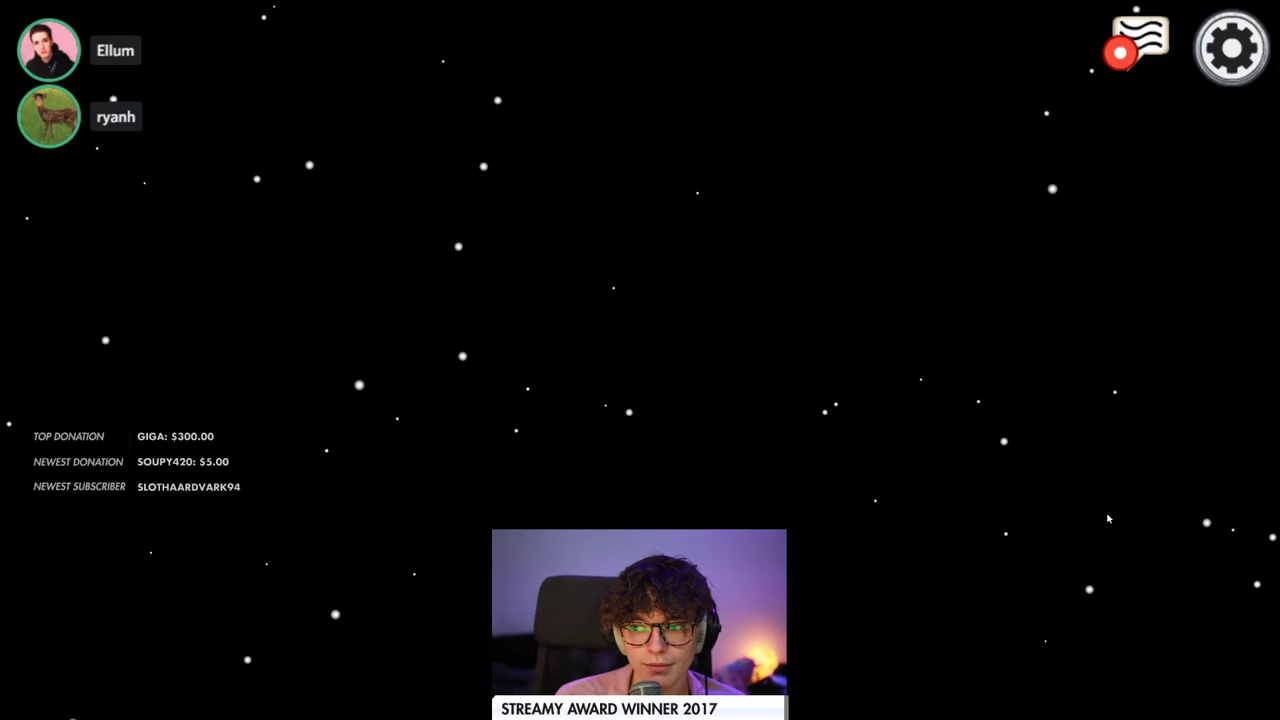 Ellum
ryanh
TOP DONATION GIGA: $300.00
NEWEST DONATION SOUPY420: $5.00
NEWEST SUBSCRIBER SLOTHAARDVARK94
STREAMY AWARD WINNER 2017